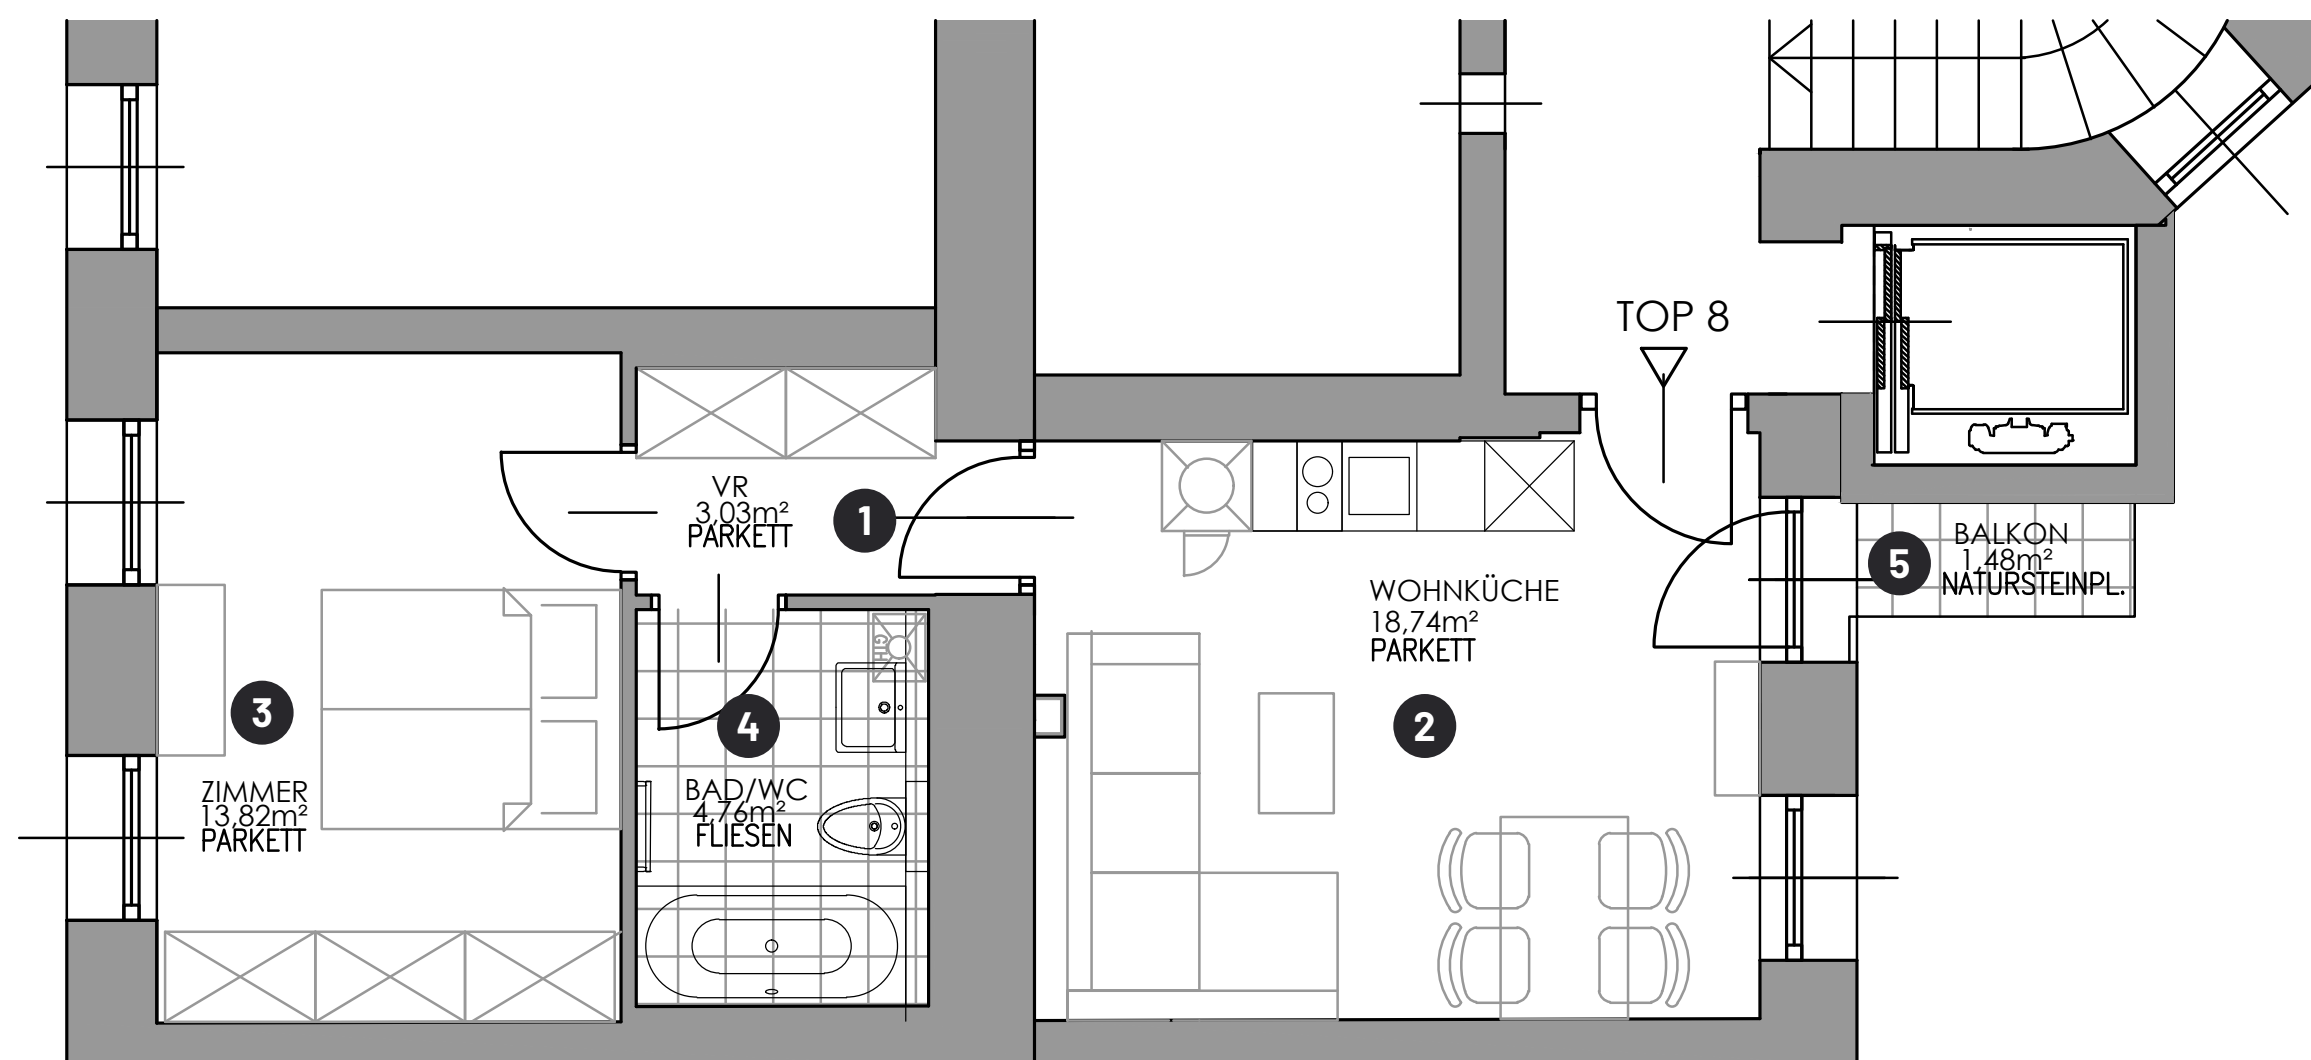 TOP 8
VR
3,03m²
PARKETT
1
WOHNKÜCHE
18,74m²
PARKETT
2
ZIMMER
13,82m²
PARKETT
3
GTH
BAD/WC
4,76m²
FLIESEN
4
BALKON
1,48m²
NATURSTEINPL.
5